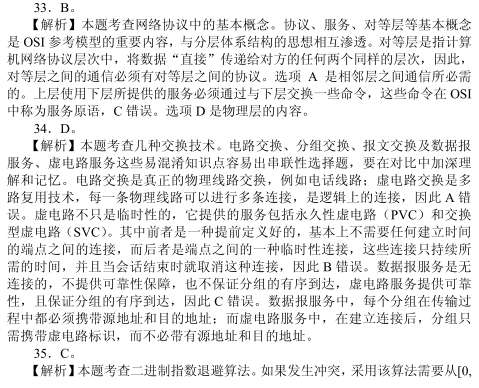 33．B。
【解析】本题考查网络协议中的基本概念。协议、服务、对等层等基本概念
是 OSI 参考模型的重要内容，与分层体系结构的思想相互渗透。对等层是指计算
机网络协议层次中，将数据“直接”传递给对方的任何两个同样的层次，因此，
对等层之间的通信必须有对等层之间的协议。选项 A 是相邻层之间通信所必需
的。上层使用下层所提供的服务必须通过与下层交换一些命令，这些命令在 OSI
中称为服务原语，C 错误。选项 D 是物理层的内容。
34．D。
【解析】本题考查几种交换技术。电路交换、分组交换、报文交换及数据报
服务、虚电路服务这些易混淆知识点容易出串联性选择题，要在对比中加深理
解和记忆。电路交换是真正的物理线路交换，例如电话线路；虚电路交换是多
路复用技术，每一条物理线路可以进行多条连接，是逻辑上的连接，因此 A 错
误。虚电路不只是临时性的，它提供的服务包括永久性虚电路（PVC）和交换
型虚电路（SVC）。其中前者是一种提前定义好的，基本上不需要任何建立时间
的端点之间的连接，而后者是端点之间的一种临时性连接，这些连接只持续所
需的时间，并且当会话结束时就取消这种连接，因此 B 错误。数据报服务是无
连接的，不提供可靠性保障，也不保证分组的有序到达，虚电路服务提供可靠
性，且保证分组的有序到达，因此 C 错误。数据报服务中，每个分组在传输过
程中都必须携带源地址和目的地址；而虚电路服务中，在建立连接后，分组只
需携带虚电路标识，而不必带有源地址和目的地址。
35．C。
【解析】本题考查二进制指数退避算法。如果发生冲突，采用该算法需要从[0,